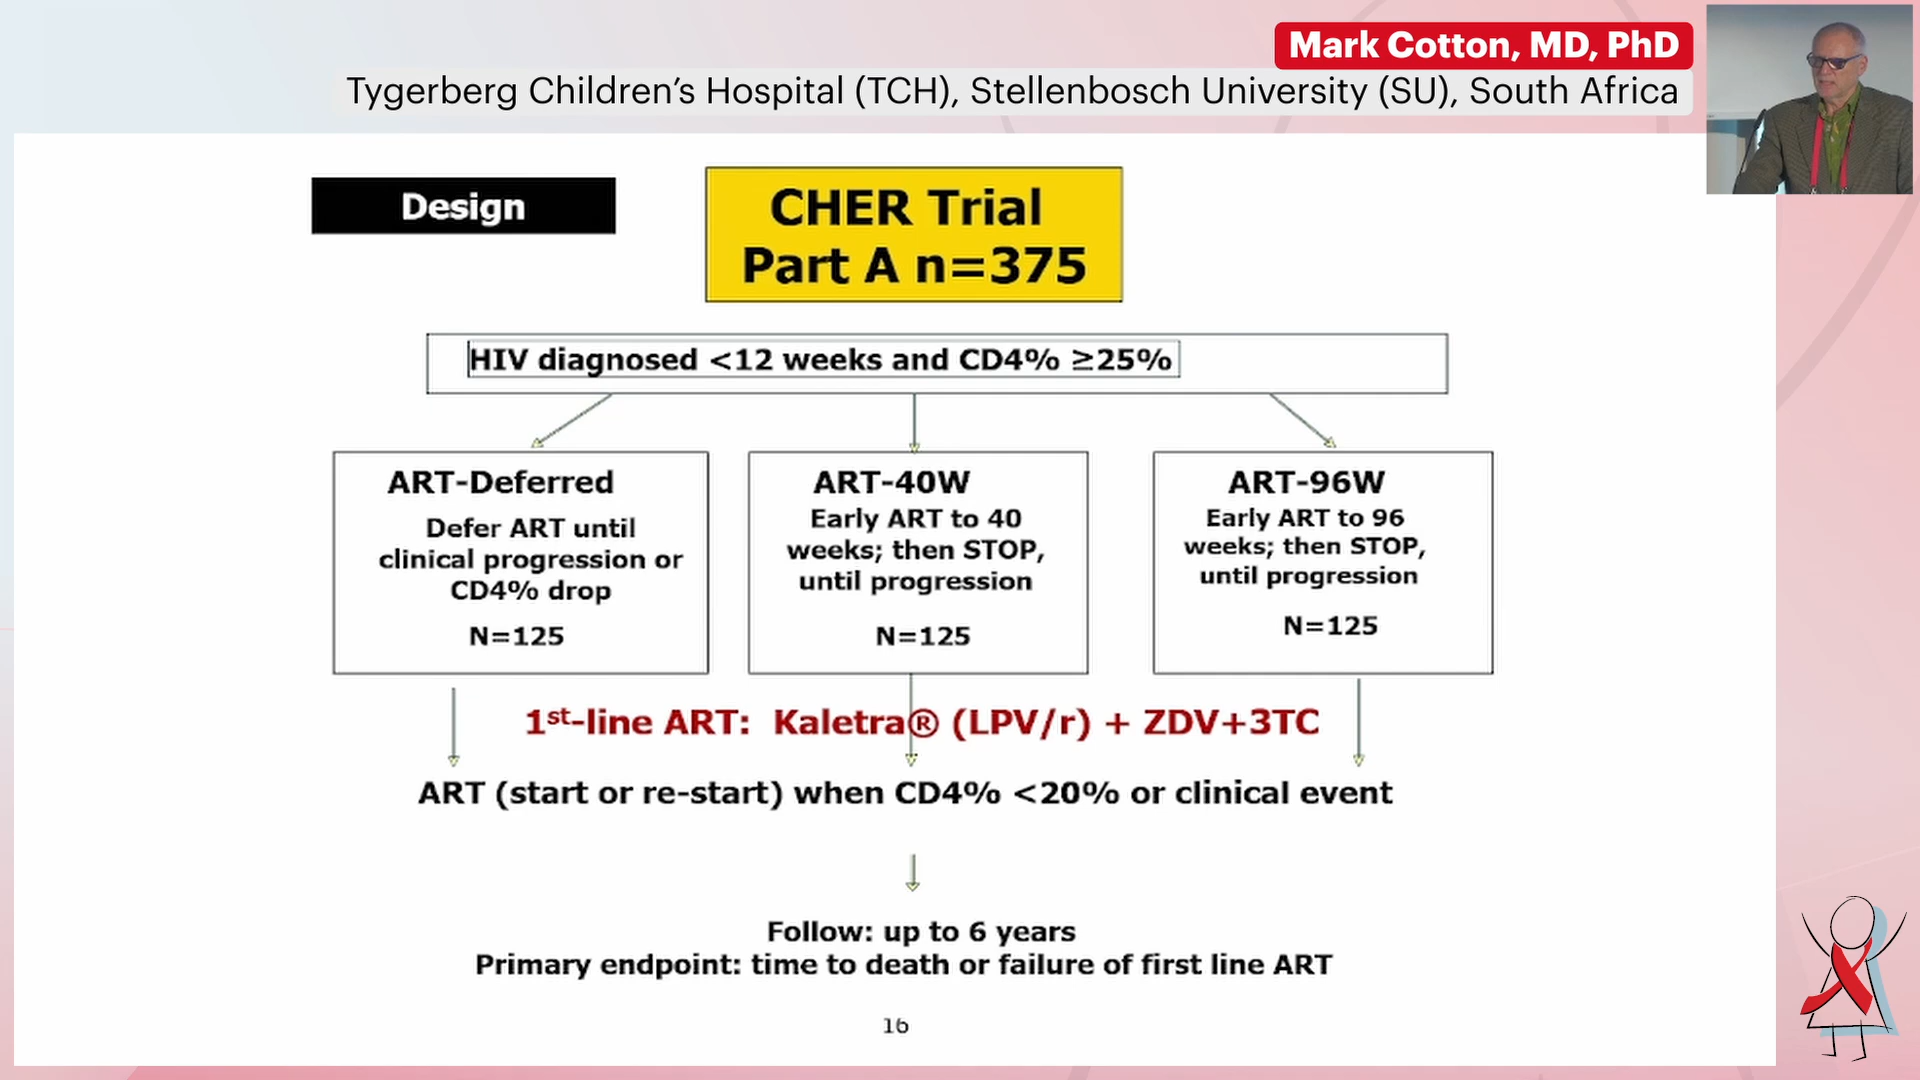 Mark Cotton, MD, PhD
Tygerberg Children’s Hospital (TCH), Stellenbosch University (SU), South Africa
Design
CHER Trial
Part A n=375
HIV diagnosed <12 weeks and CD4% ≥25%
ART-Deferred
Defer ART until
clinical progression or
CD4% drop
N=125
ART-40W
Early ART to 40
weeks; then STOP,
until progression
N=125
ART-96W
Early ART to 96
weeks; then STOP,
until progression
N=125
1st-line ART: Kaletra® (LPV/r) + ZDV+3TC
ART (start or re-start) when CD4% <20% or clinical event
Follow: up to 6 years
Primary endpoint: time to death or failure of first line ART
16